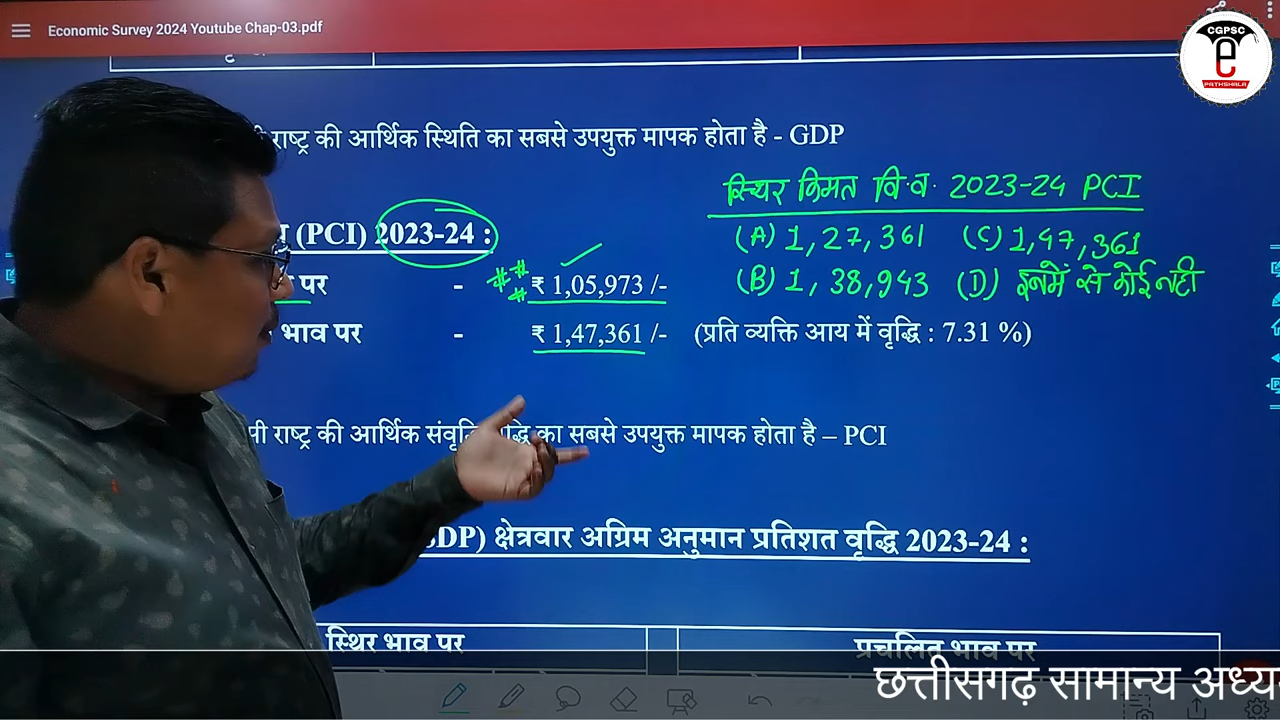 Economic Survey 2024 Youtube Chap-03.pdf
CGPSC
e
PATHSHALA
राष्ट्र की आर्थिक स्थिति का सबसे उपयुक्त मापक होता है - GDP
स्थिर किमत वि.व. 2023-24 PCI
(PCI) 2023-24 :
(A) 1,27,361 (C) 1,47,361
पर - ₹ 1,05,973 /-
(B) 1,38,943 (D) इनमें से कोई नही
भाव पर - ₹ 1,47,361 /- (प्रति व्यक्ति आय में वृद्धि : 7.31 %)
राष्ट्र की आर्थिक का सबसे उपयुक्त मापक होता है – PCI
क्षेत्रवार अग्रिम अनुमान प्रतिशत वृद्धि 2023-24 :
स्थिर भाव पर
प्रचलित भाव पर
छत्तीसगढ़ सामान्य